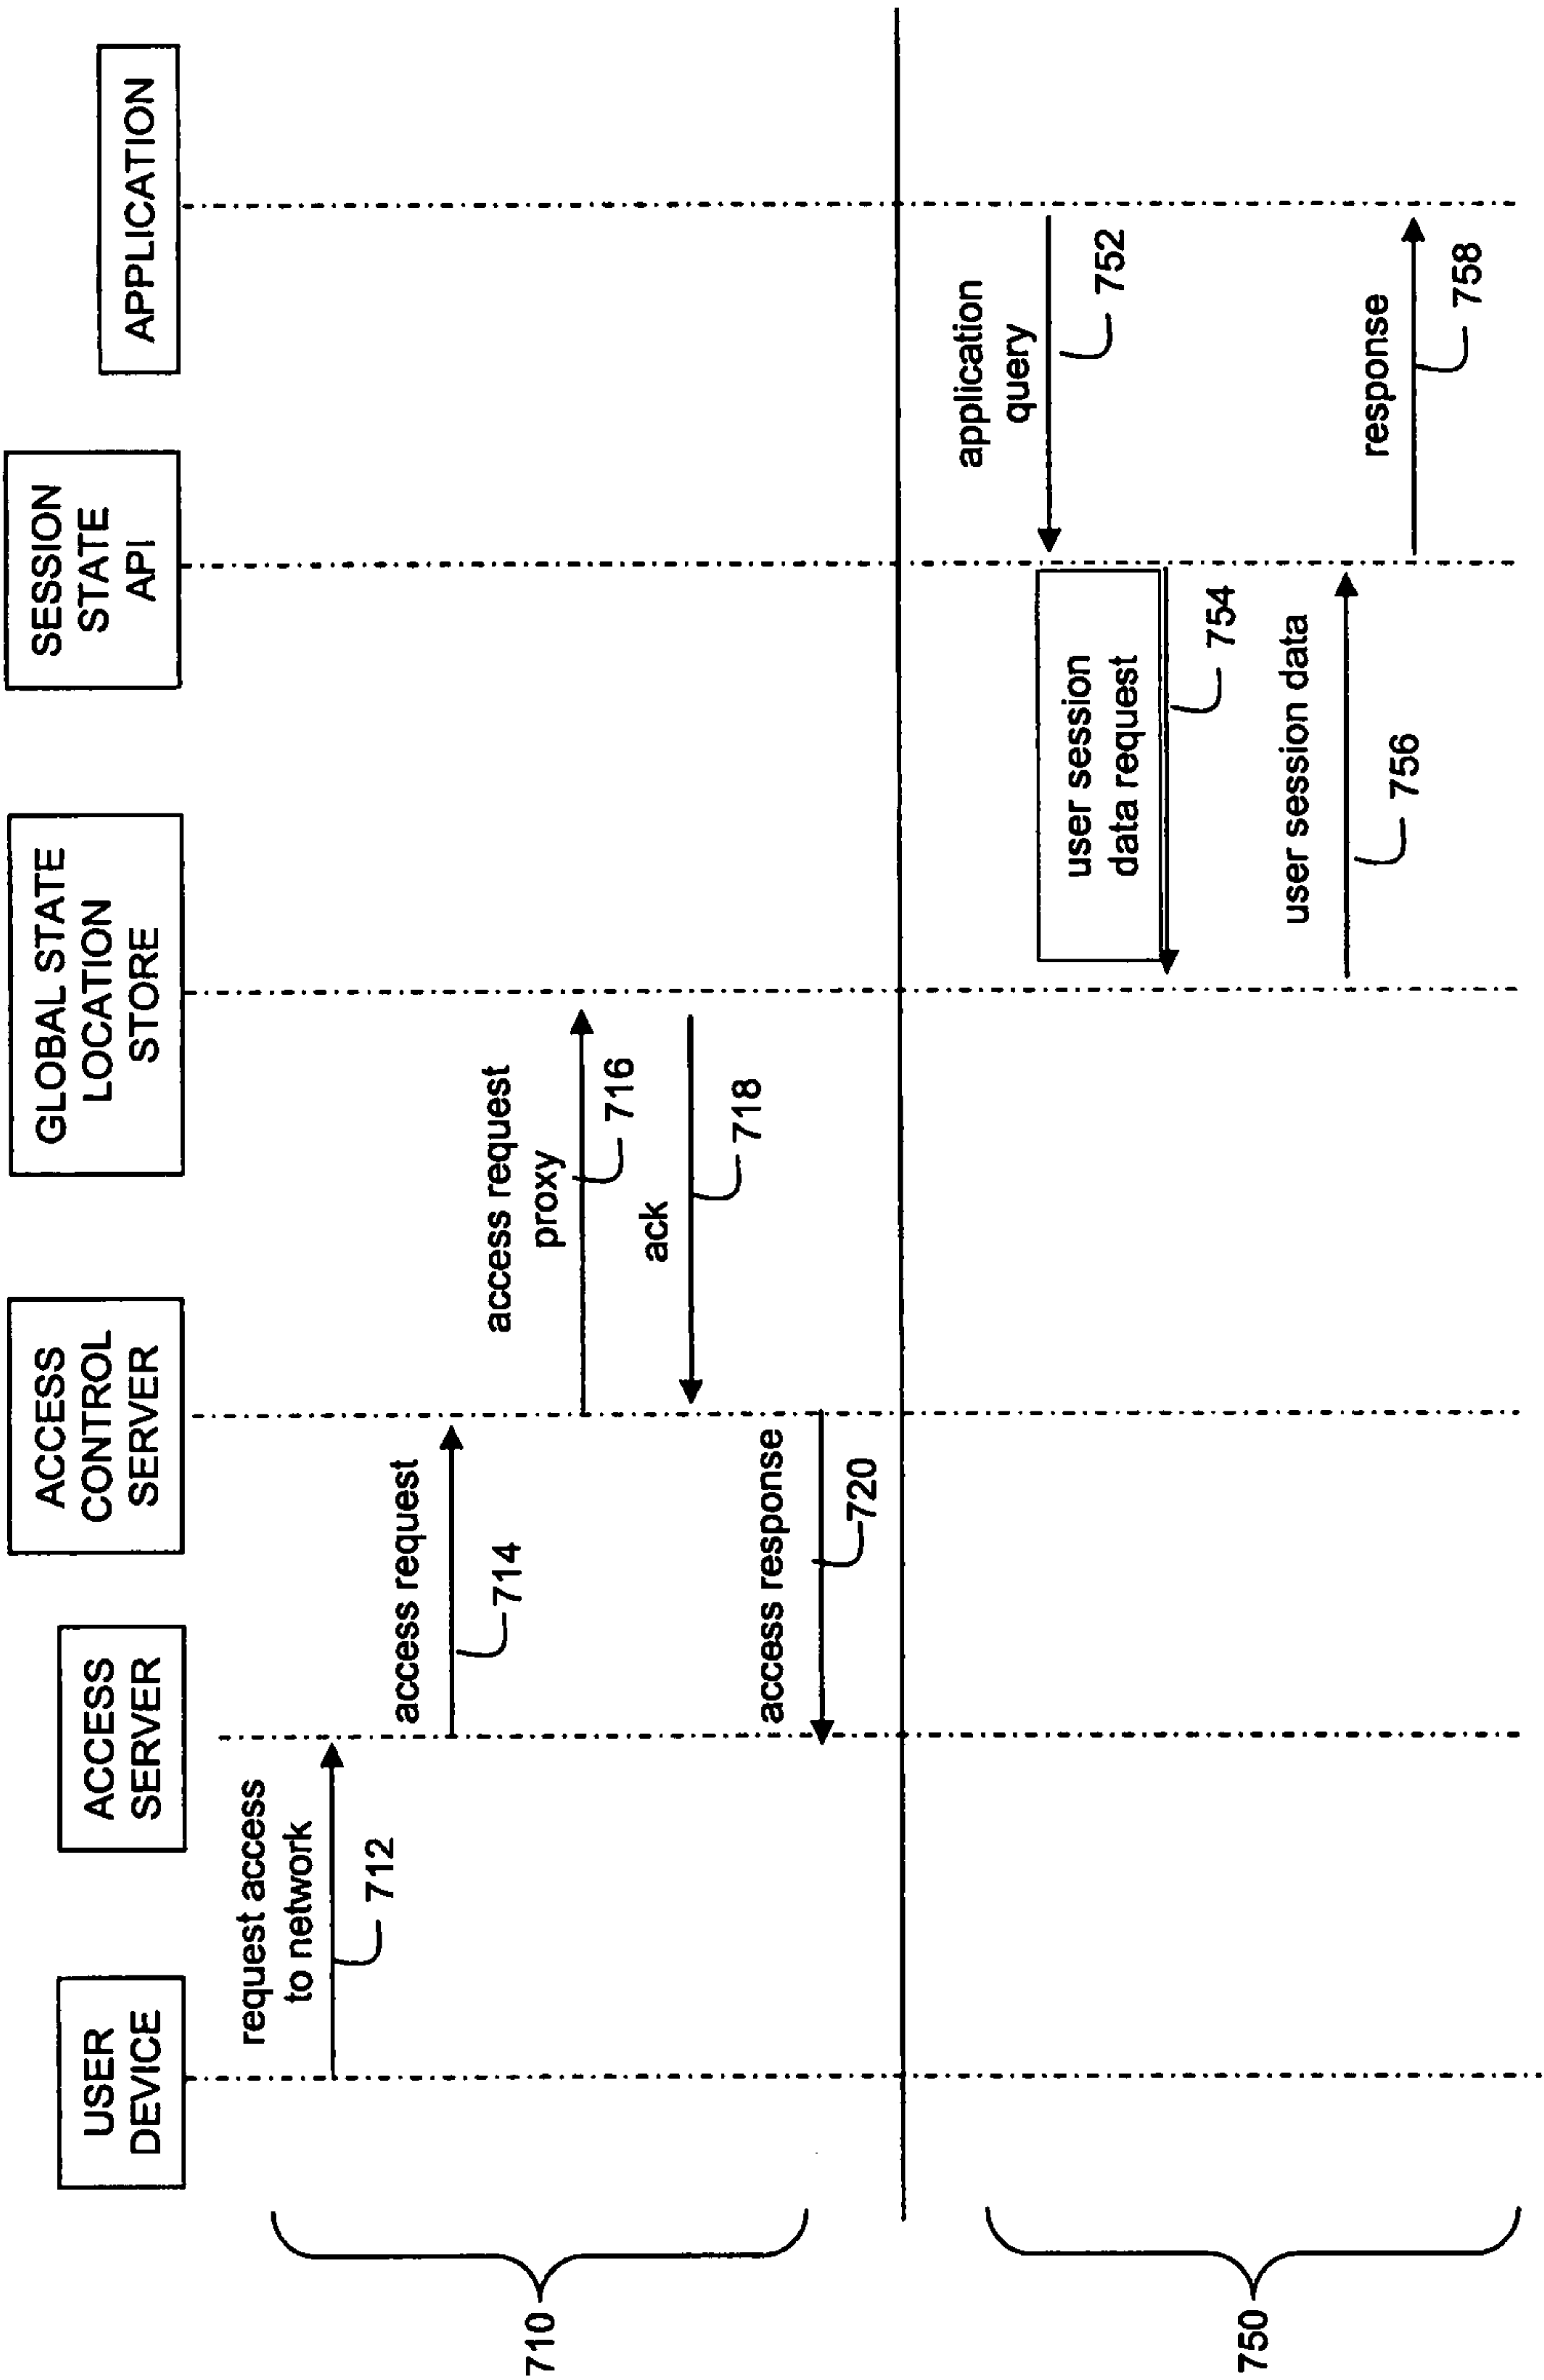 USER
DEVICE
ACCESS
SERVER
ACCESS
CONTROL
SERVER
GLOBAL STATE
LOCATION
STORE
SESSION
STATE
API
APPLICATION
710
request access
to network
712
access request
714
access request
proxy
716
ack
718
access response
720
750
application
query
752
user session
data request
754
user session data
756
response
758